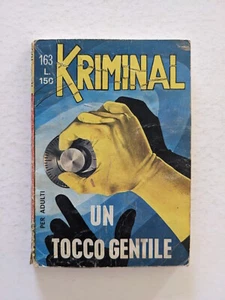 163
L.
150
KRIMINAL
PER ADULTI
UN
TOCCO GENTILE